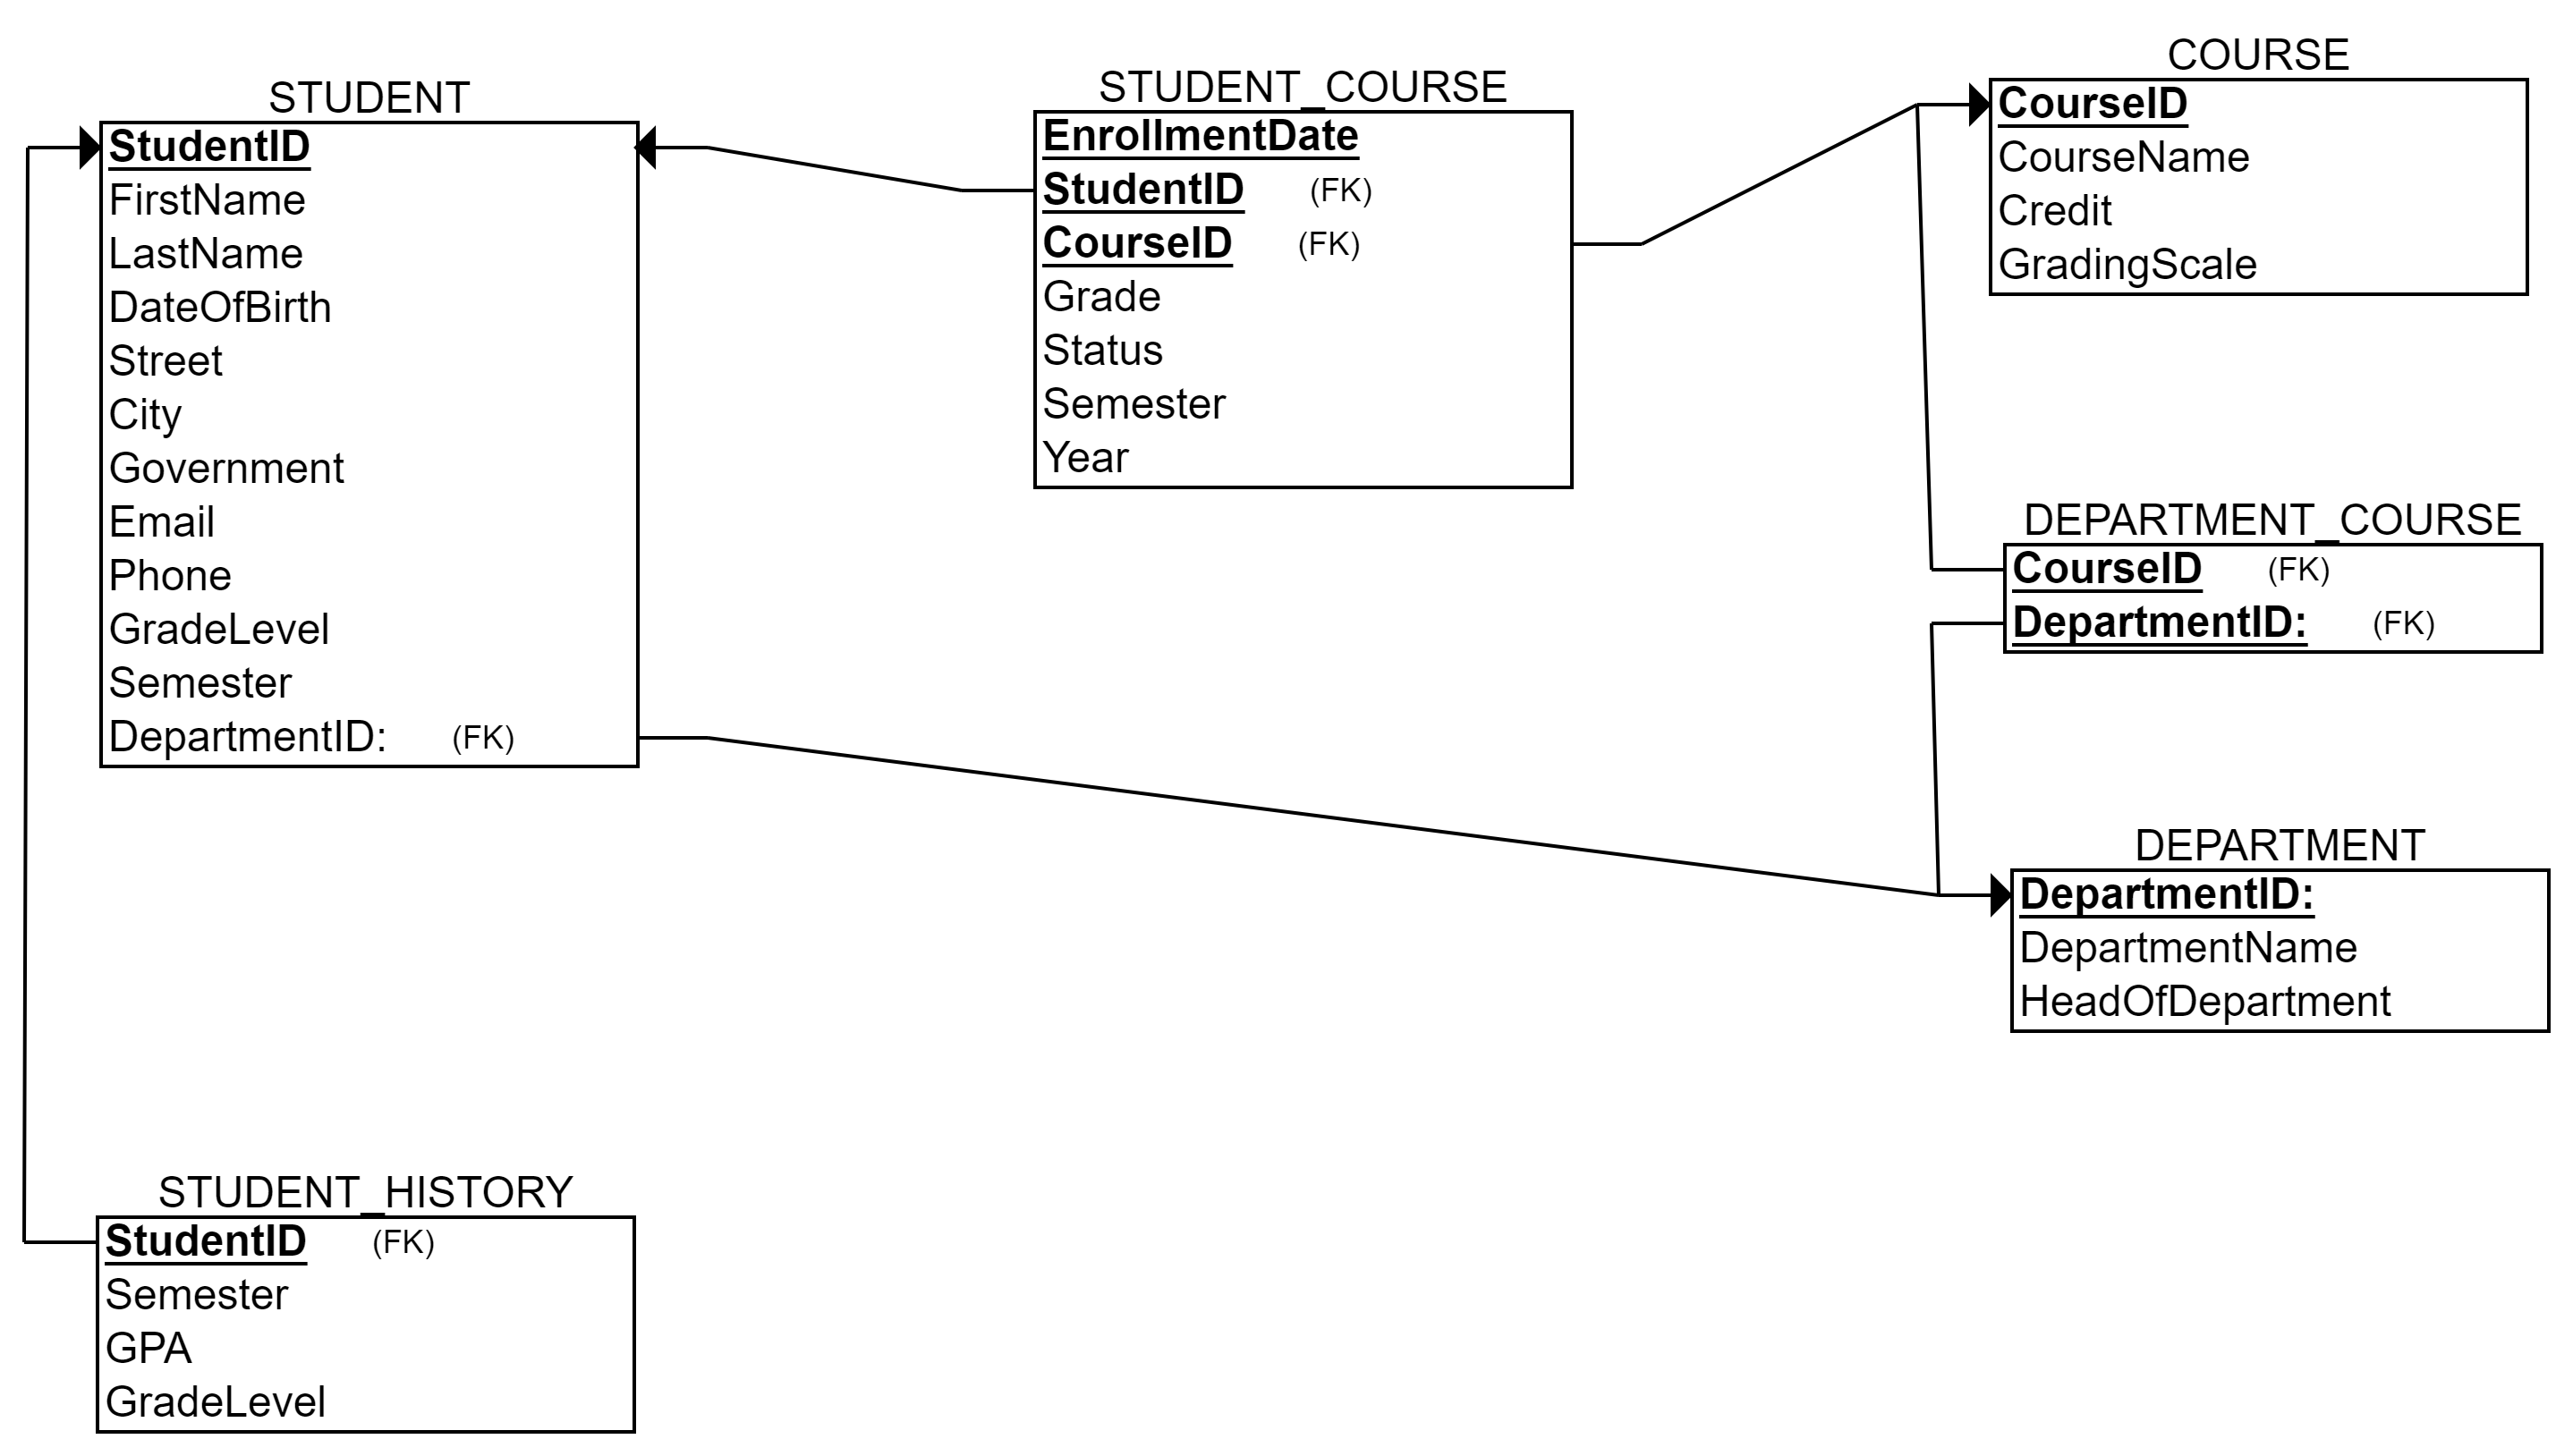 STUDENT
StudentID
FirstName
LastName
DateOfBirth
Street
City
Government
Email
Phone
GradeLevel
Semester
DepartmentID: (FK)
STUDENT_COURSE
EnrollmentDate
StudentID (FK)
CourseID (FK)
Grade
Status
Semester
Year
COURSE
CourseID
CourseName
Credit
GradingScale
DEPARTMENT_COURSE
CourseID (FK)
DepartmentID: (FK)
DEPARTMENT
DepartmentID:
DepartmentName
HeadOfDepartment
STUDENT_HISTORY
StudentID (FK)
Semester
GPA
GradeLevel